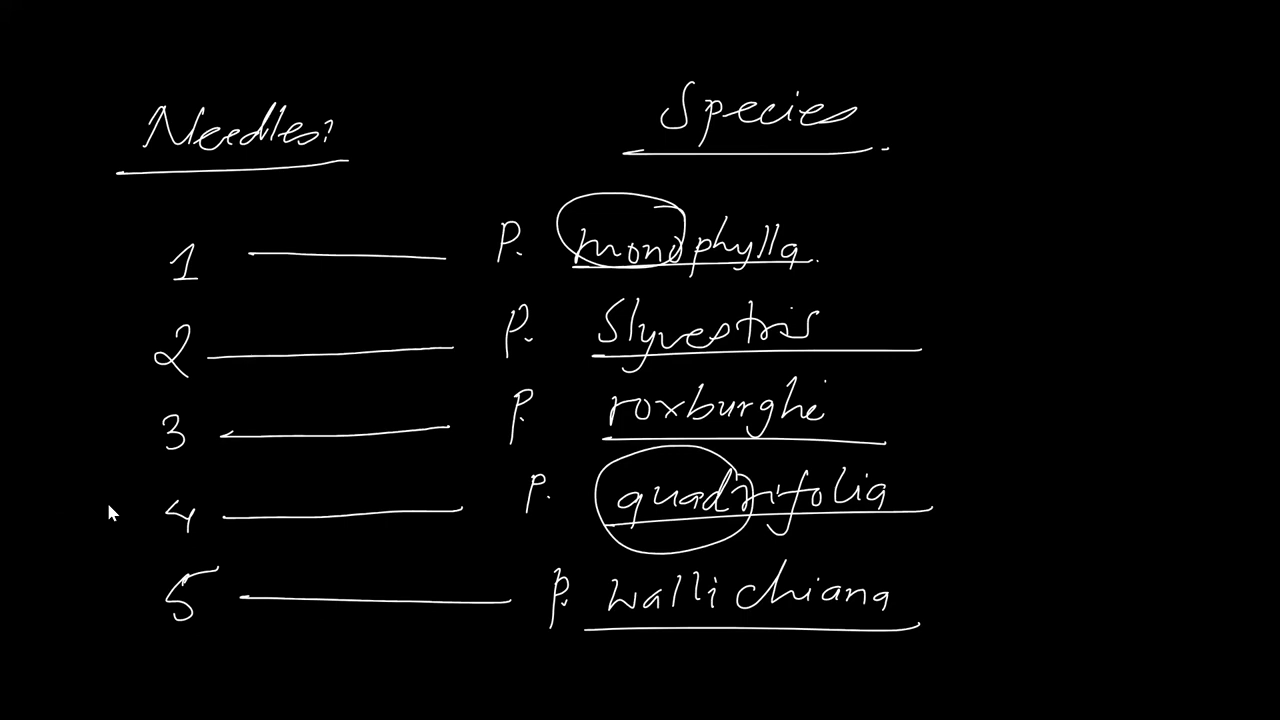 Needles: Species
1 P. monophylla.
2 P. Slyvestris
3 P. roxburghi
4 P. quadrifolia
5 P. wallichiana